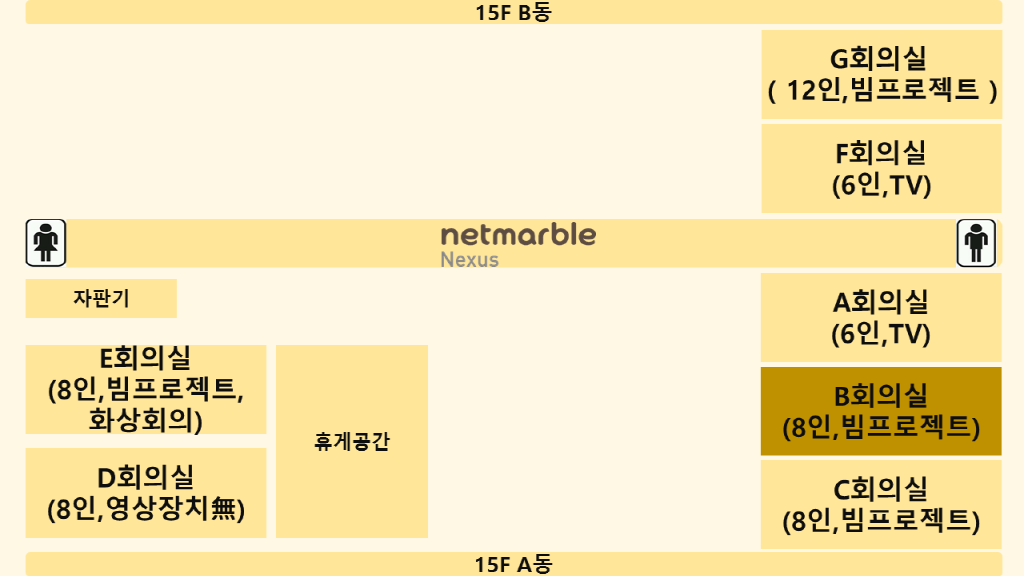 15F B동
G회의실
( 12인,빔프로젝트 )
F회의실
(6인,TV)
netmarble
Nexus
자판기
A회의실
(6인,TV)
E회의실
(8인,빔프로젝트,
화상회의)
휴게공간
B회의실
(8인,빔프로젝트)
D회의실
(8인,영상장치無)
C회의실
(8인,빔프로젝트)
15F A동